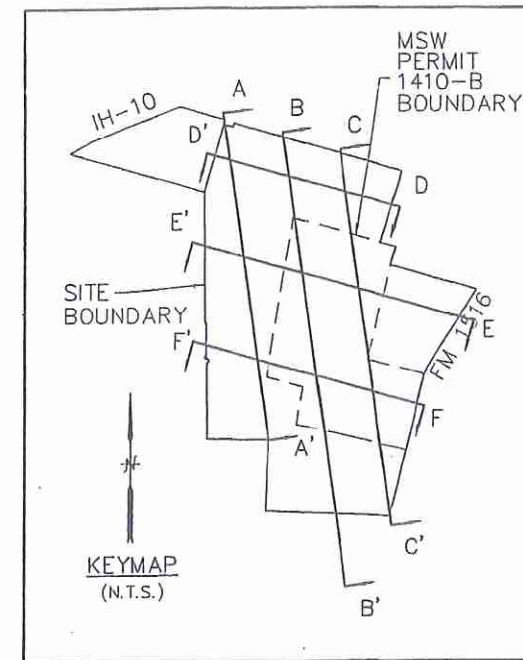 MSW
PERMIT
1410-B
BOUNDARY
A
B
C
IH-10
D'
D
E'
SITE
BOUNDARY
FM 1516
E
F'
F
A'
N
KEYMAP
(N.T.S.)
C'
B'